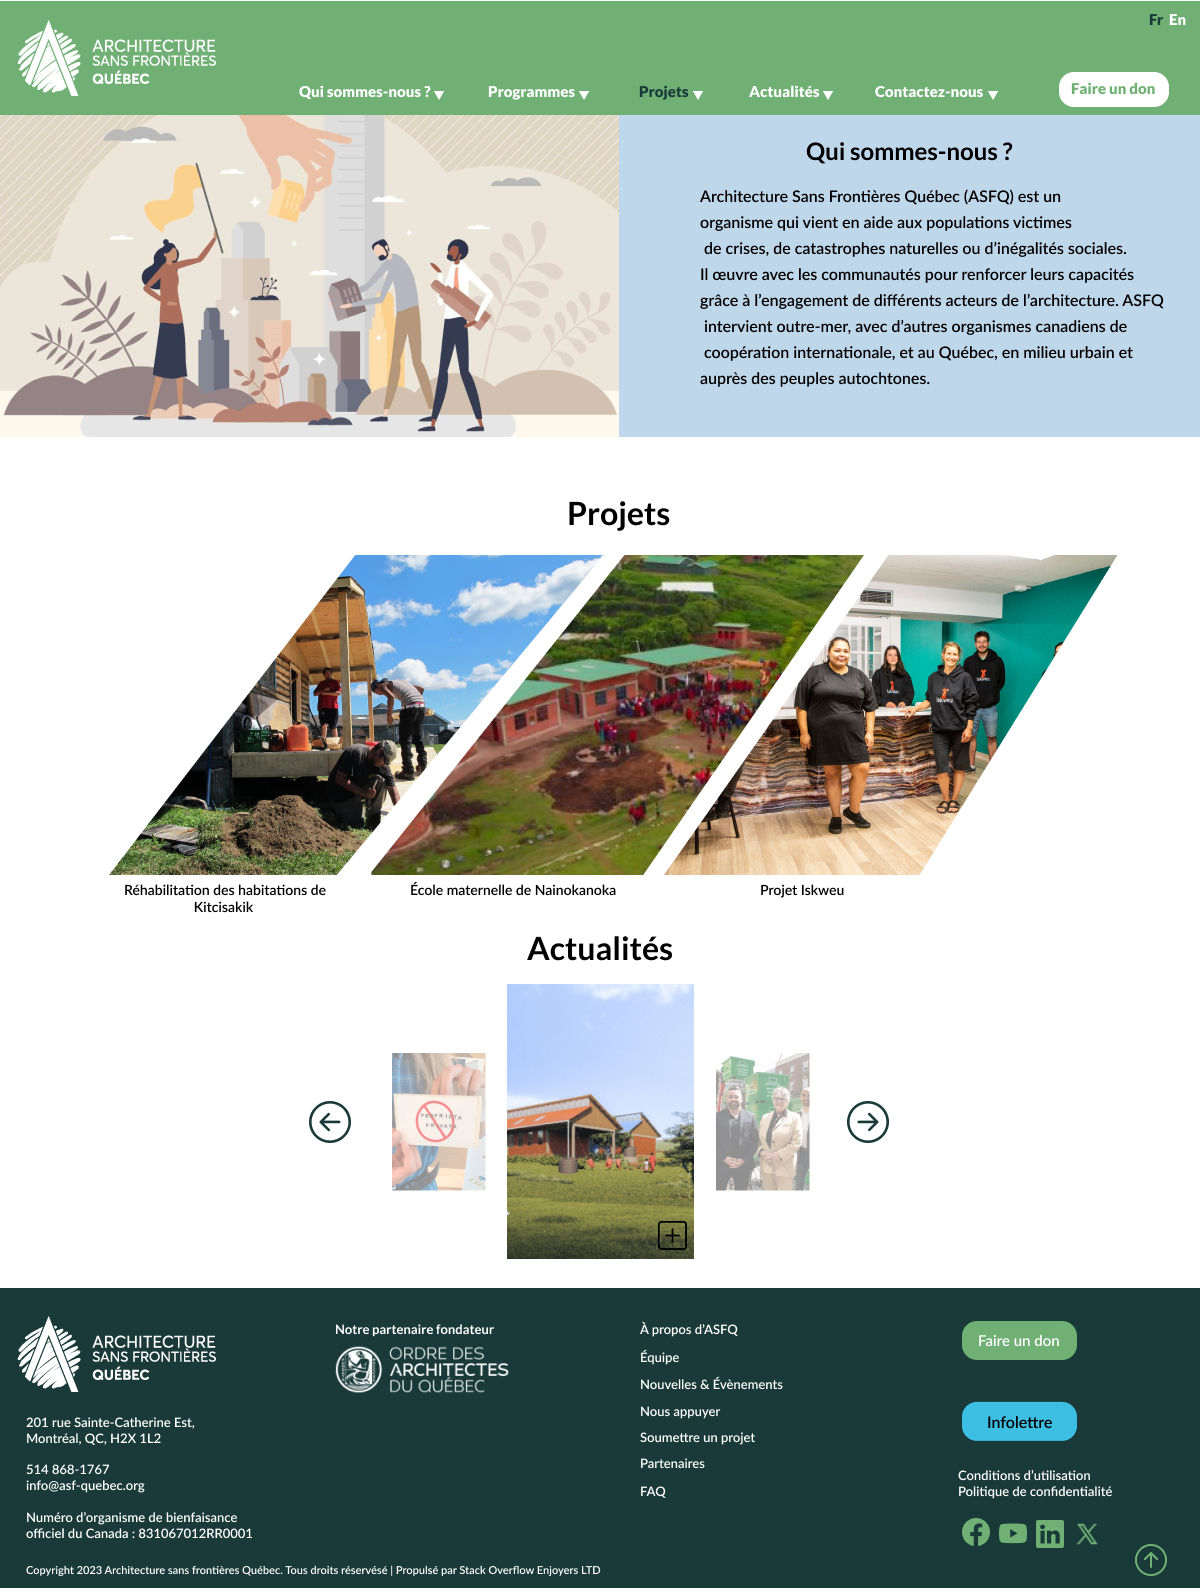 Fr En
ARCHITECTURE
SANS FRONTIÈRES
QUÉBEC
Qui sommes-nous ? Programmes Projets Actualités Contactez-nous Faire un don
Qui sommes-nous ?
Architecture Sans Frontières Québec (ASFQ) est un
organisme qui vient en aide aux populations victimes
de crises, de catastrophes naturelles ou d’inégalités sociales.
Il œuvre avec les communautés pour renforcer leurs capacités
grâce à l’engagement de différents acteurs de l’architecture. ASFQ
intervient outre-mer, avec d’autres organismes canadiens de
coopération internationale, et au Québec, en milieu urbain et
auprès des peuples autochtones.
Projets
Réhabilitation des habitations de
Kitcisakik
École maternelle de Nainokanoka
Projet Iskweu
Actualités
PROPRIETÀ
PRIVATA
ARCHITECTURE
SANS FRONTIÈRES
QUÉBEC
201 rue Sainte-Catherine Est,
Montréal, QC, H2X 1L2
514 868-1767
info@asf-quebec.org
Numéro d’organisme de bienfaisance
officiel du Canada : 831067012RR0001
Notre partenaire fondateur
ORDRE DES
ARCHITECTES
DU QUÉBEC
À propos d’ASFQ
Équipe
Nouvelles & Évènements
Nous appuyer
Soumettre un projet
Partenaires
FAQ
Faire un don
Infolettre
Conditions d’utilisation
Politique de confidentialité
Copyright 2023 Architecture sans frontières Québec. Tous droits réservésé | Propulsé par Stack Overflow Enjoyers LTD